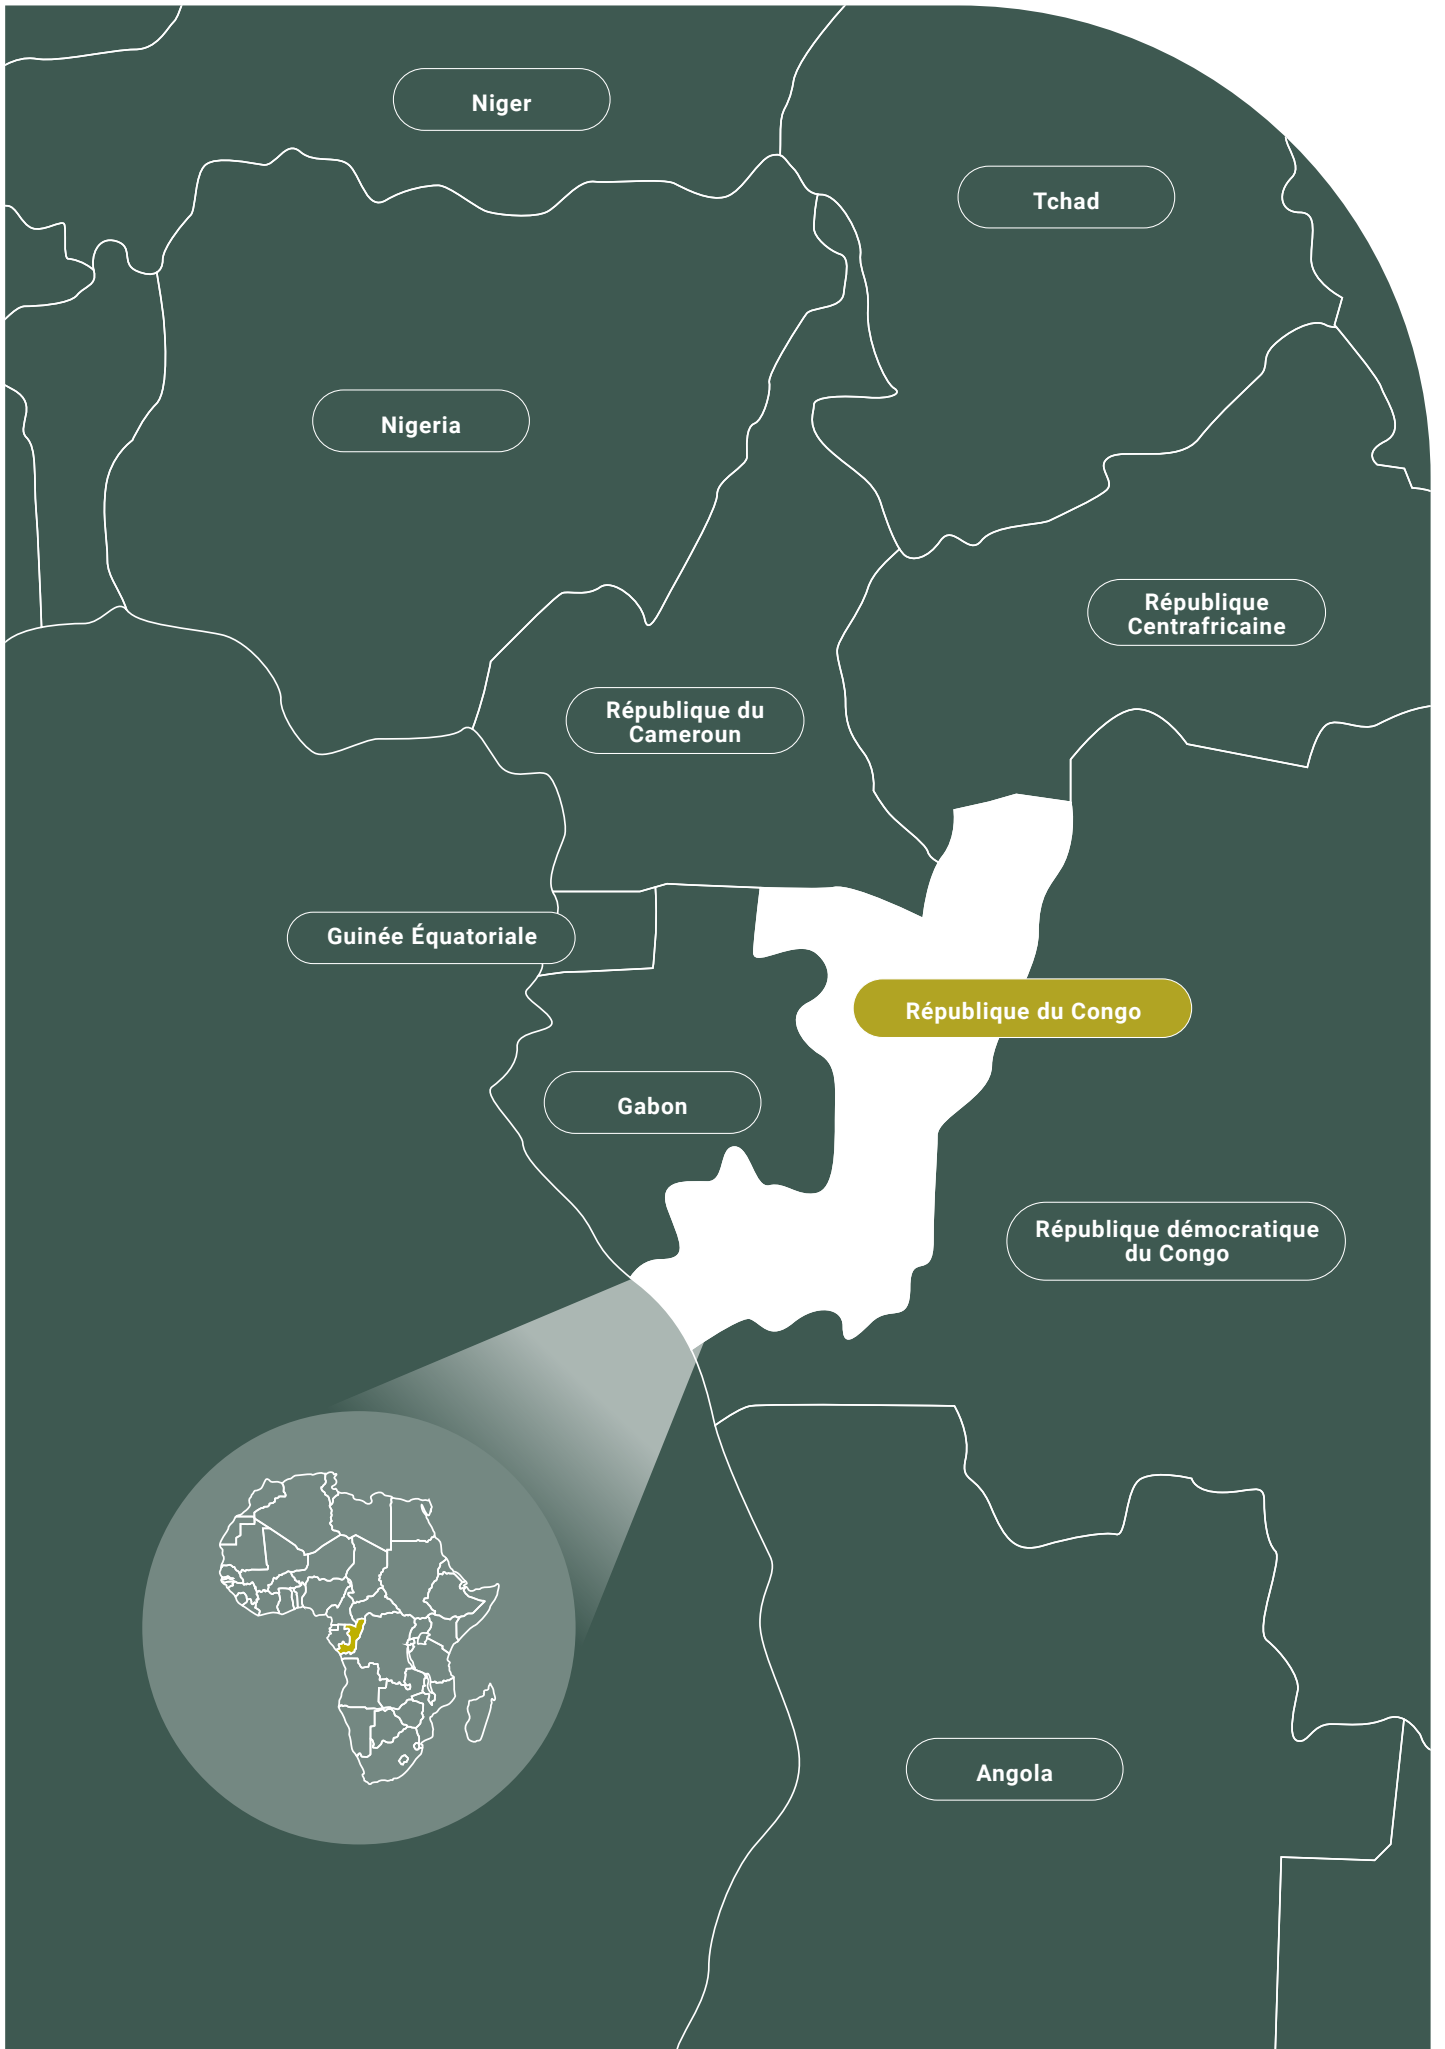 Niger
Tchad
Nigeria
République
Centrafricaine
République du
Cameroun
Guinée Équatoriale
République du Congo
Gabon
République démocratique
du Congo
Angola